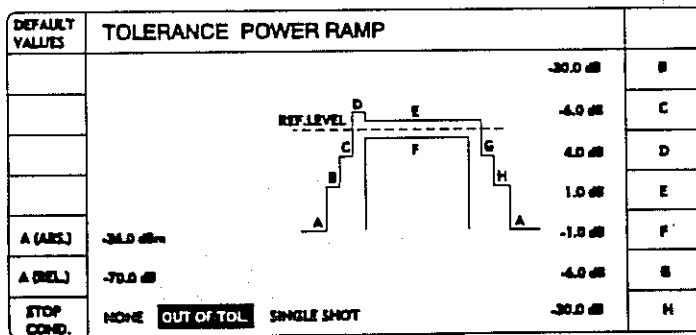 DEFAULT VALUES
TOLERANCE POWER RAMP
-30.0 dB B
D E
REF.LEVEL
-6.0 dB C
C F G
4.0 dB D
B H
1.0 dB E
A A
A (ABS.) -36.0 dBm
-1.0 dB F
A (REL.) -70.0 dB
-6.0 dB G
STOP COND.
NONE OUT OF TOL. SINGLE SHOT
-30.0 dB H